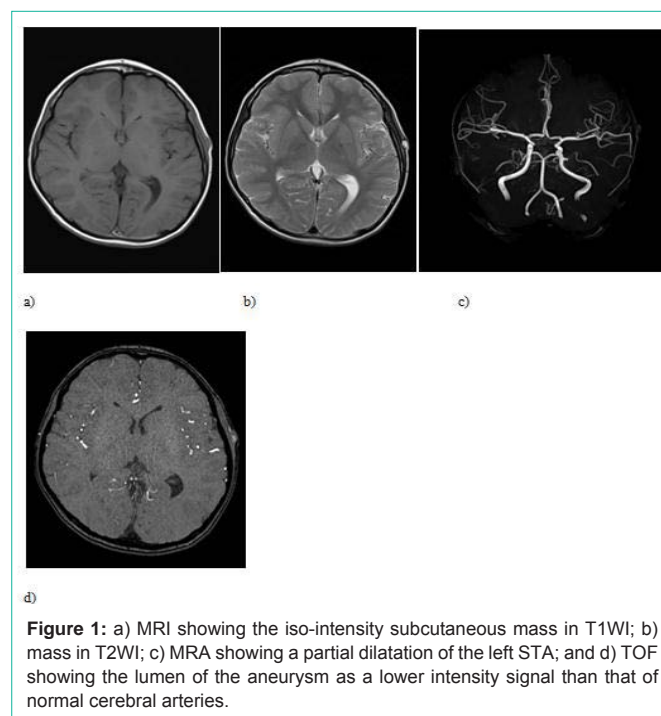 a)
b)
c)
d)
Figure 1: a) MRI showing the iso-intensity subcutaneous mass in T1WI; b)
mass in T2WI; c) MRA showing a partial dilatation of the left STA; and d) TOF
showing the lumen of the aneurysm as a lower intensity signal than that of
normal cerebral arteries.